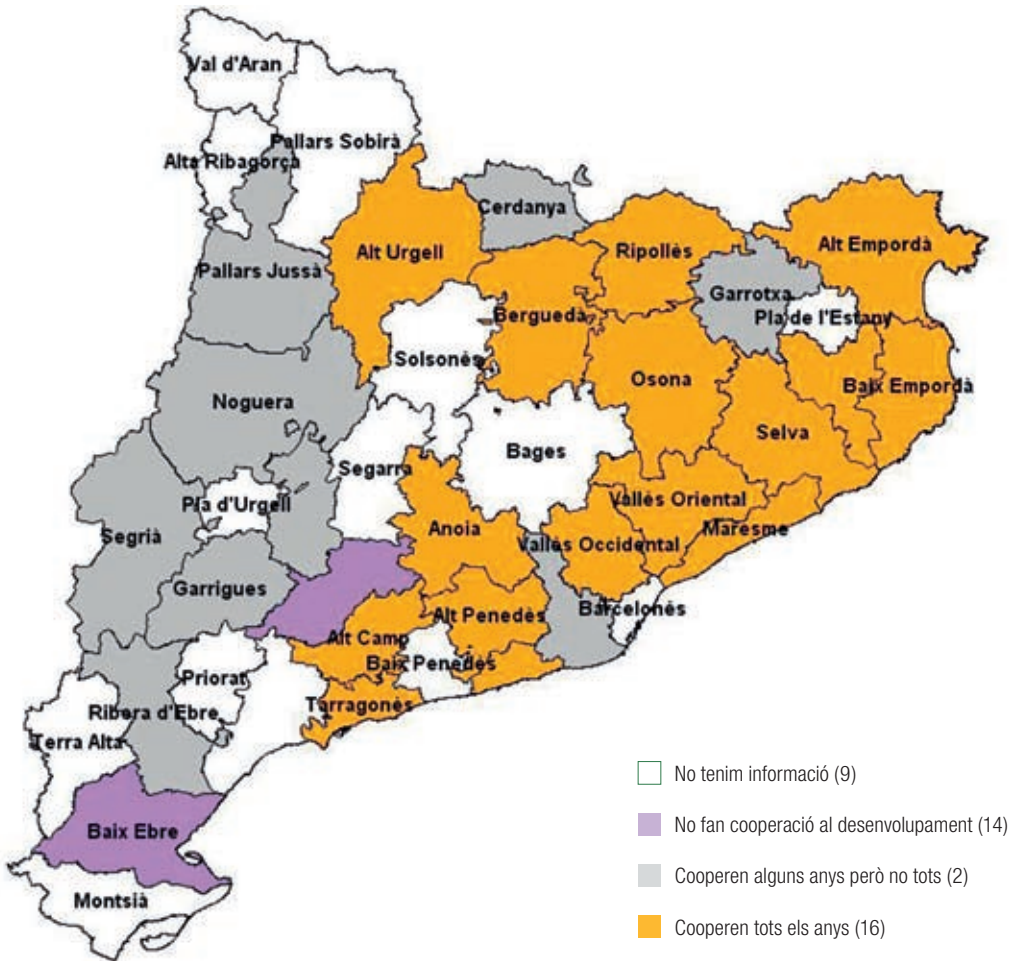 Val d'Aran
Pallars Sobirà
Alta Ribagorça
Cerdanya
Alt Urgell
Ripollès
Alt Empordà
Pallars Jussà
Garrotxa
Pla de l'Estany
Berguedà
Solsonès
Osona
Baix Empordà
Noguera
Selva
Bages
Segarra
Pla d'Urgell
Vallès Oriental
Anoia
Maresme
Segrià
Vallès Occidental
Garrigues
Barcelonès
Alt Penedès
Alt Camp
Baix Penedès
Priorat
Tarragonès
Ribera d'Ebre
Terra Alta
Baix Ebre
Montsià
No tenim informació (9)
No fan cooperació al desenvolupament (14)
Cooperen alguns anys però no tots (2)
Cooperen tots els anys (16)